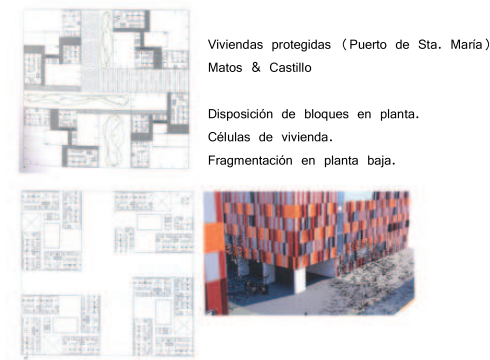 Viviendas protegidas (Puerto de Sta. María)
Matos & Castillo
Disposición de bloques en planta.
Células de vivienda.
Fragmentación en planta baja.